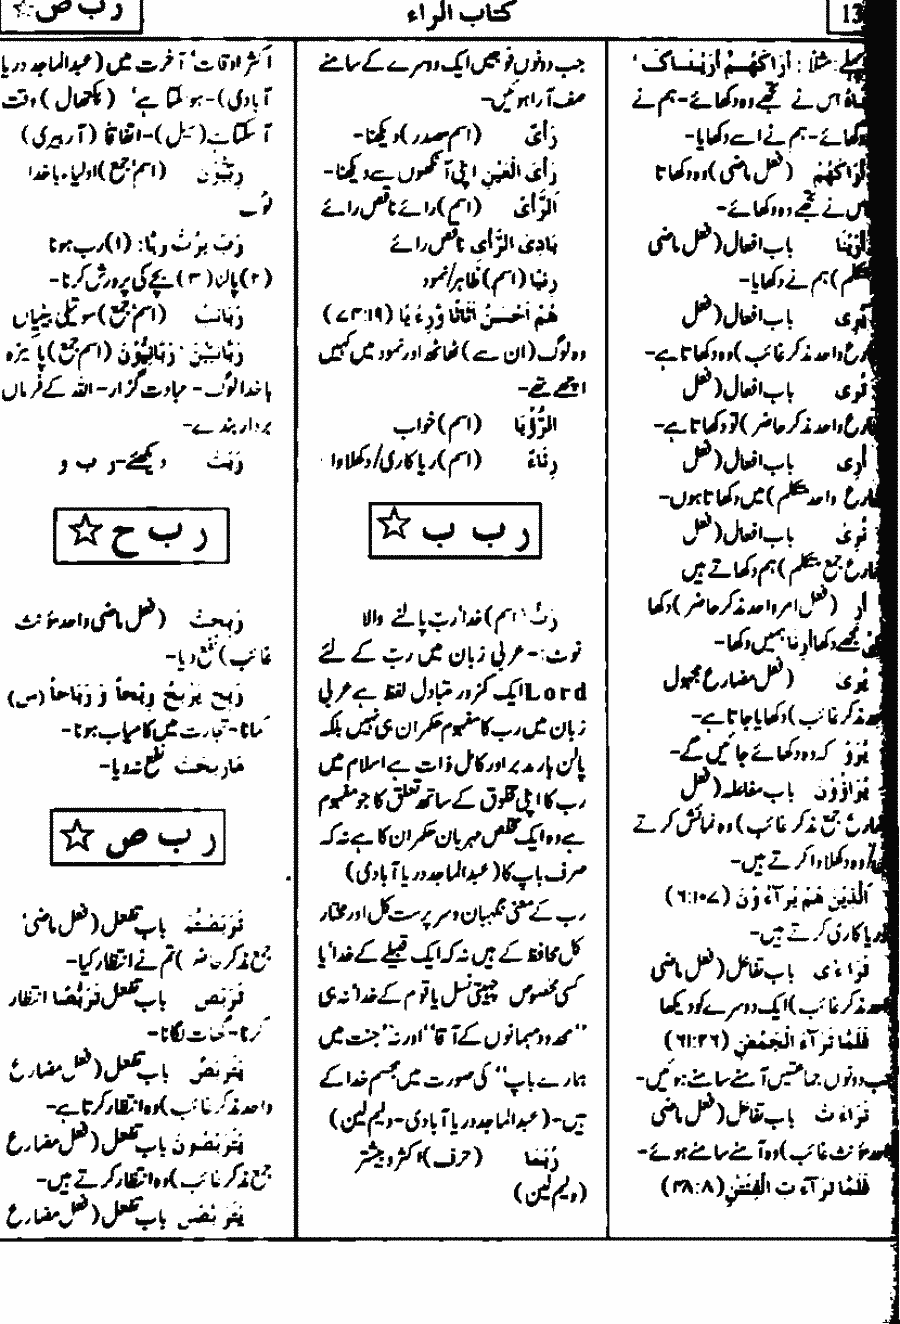 13
کتاب الراء
ر ب ص☆
پہلے: مثلاً: أَرَاكَهُمْ أَرَيْنَاكَ'
اس نے تجھے وہ دکھائے-ہم نے
دکھائے-ہم نے اسے دکھایا-
أَرَاكَهُمْ (فعل ماضی) وہ دکھاتا
اس نے تجھے وہ دکھائے-
أَرَيْنَا باب افعال (فعل ماضی
متکلم) ہم نے دکھایا-
يُرِى باب افعال (فعل
مضارع واحد مذکر غائب) وہ دکھاتا ہے-
تُرِى باب افعال (فعل
مضارع واحد مذکر حاضر) تو دکھاتا ہے-
أُرِى باب افعال (فعل
مضارع واحد متکلم) میں دکھاتا ہوں-
نُرِىَ باب افعال (فعل
مضارع جمع متکلم) ہم دکھاتے ہیں
أَرِ (فعل امر واحد مذکر حاضر) دکھا
مجھے دکھا أَرِنَا ہمیں دکھا-
يُرىَ (فعل مضارع مجہول
واحد مذکر غائب) دکھایا جاتا ہے-
يُرَوْ کہ وہ دکھائے جائیں گے-
يُرَاؤُوْنَ باب مفاعلہ (فعل
مضارع جمع مذکر غائب) وہ نمائش کرتے
وہ دکھلاوا کرتے ہیں-
اَلَّذِيْنَ هُمْ يُرَآءُ وْنَ (۶:۱۰۷)
ریاکاری کرتے ہیں-
تَرَاءَى باب تفاعل (فعل ماضی
واحد مذکر غائب) ایک دوسرے کو دیکھا
فَلَمَّا تَرَآءَ الْجَمْعٰنِ (۶۱:۲۶)
جب دونوں جماعتیں آمنے سامنے ہوئیں-
تَرَاءَتْ باب تفاعل (فعل ماضی
واحد مؤنث غائب) وہ آمنے سامنے ہوئے-
فَلَمَّا تَرَآءَ تِ الْفِئَتٰنِ (۴۸:۸)
جب دونوں فوجیں ایک دوسرے کے سامنے
صف آرا ہوئیں-
رَأْىَ (اسم مصدر) دیکھنا-
رَأْىَ الْعَيْنِ اپنی آنکھوں سے دیکھنا-
اَلرَّأْىَ (اسم) رائے ناقص رائے
بَادِىَ الرَّأْىِ ناقص رائے
رِئْيًا (اسم) ظاہر/نمود
هُمْ اَحْسَنُ اَثَاثًا وَّرِءْ يًا (۷۴:۱۹)
وہ لوگ (ان سے) ٹھاٹھ اور نمود میں کہیں
اچھے تھے-
الرُّؤْيَا (اسم) خواب
رِئَاءَ (اسم) ریاکاری/دکھلاوا
ر ب ب ☆
رَبٌّ: اسم) خدا' رب پالنے والا
نوٹ:- عربی زبان میں ربّ کے لئے
Lord ایک کمزور متبادل لفظ ہے عربی
زبان میں رب کا مفہوم حکمران ہی نہیں بلکہ
پالن ہار مدبر اور کامل ذات ہے اسلام میں
رب کا اپنی مخلوق کے ساتھ تعلق کا جو مفہوم
ہے وہ ایک مخلص مہربان حکمران کا ہے نہ کہ
صرف باپ کا (عبدالماجد دریا آبادی)
رب کے معنی نگہبان و سرپرست کل اور مختار
کل محافظ کے ہیں نہ کہ ایک قبیلے کے خدا' یا
کسی مخصوص چہیتی نسل یا قوم کے خدا' نہ ہی
"محدود مہمانوں کے آقا" اور نہ" جنت میں
ہمارے باپ" کی صورت میں مجسم خدا کے
ہیں-(عبدالماجد دریا آبادی-ولیم لین)
رُبَمَا (حرف) اکثر و بیشتر
(ولیم لین)
اکثر اوقات' آخرت میں (عبدالماجد دریا
آبادی)-ہو سکتا ہے' (پکتھال) وقت
آ سکتا ہے (سیل)-اتفاقاً (آربیری)
رِبِّيُّوْنَ (اسم' جمع) اولیاء' باخدا
لوگ
رَبَّ يَرُبُّ رَبًّا: (۱) رب ہونا
(۲) پالن (۳) بچے کی پرورش کرنا-
رَبَائِبُ (اسم' جمع) سوتیلی بیٹیاں
رَبَّانِيّيْنَ' رَبَّانِيُّوْنَ (اسم' جمع) پاکیزہ
باخدا لوگ- عبادت گزار- اللہ کے فرماں
بردار بندے-
رَبَتْ دیکھئے-ر ب و
ر ب ح ☆
رَبِحَتْ (فعل ماضی واحد مؤنث
غائب) نفع دیا-
رَبِحَ يَرْبَحُ رِبْحًا وَ رَبَاحًا (س)
کمانا-تجارت میں کامیاب ہونا-
مَا رَبِحَتْ نفع نہ دیا-
ر ب ص ☆
تَرَبَّصْتُمْ باب تفعل (فعل ماضی'
جمع مذکر حاضر) تم نے انتظار کیا-
تَرَبَّصَ باب تفعل تَرَبُّصًا انتظار
کرنا-گھات لگانا-
يَتَرَبَّصُ باب تفعل (فعل مضارع
واحد مذکر غائب) وہ انتظار کرتا ہے-
يَتَرَبَّصُونَ باب تفعل (فعل مضارع
جمع مذکر غائب) وہ انتظار کرتے ہیں-
يَتَرَبَّصْنَ باب تفعل (فعل مضارع